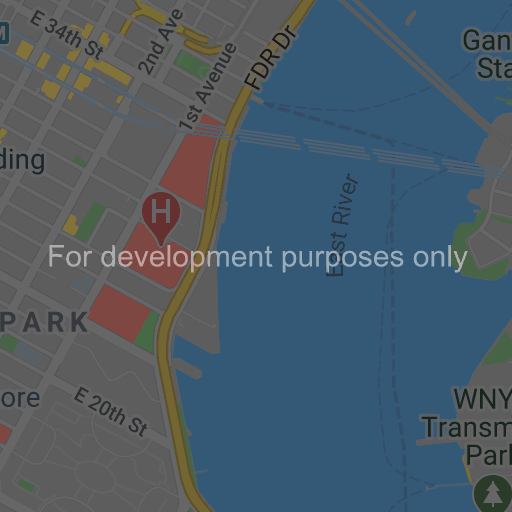 M
E 34th St
2nd Ave
1st Avenue
FDR Dr
Gan
Sta
ding
H
East River
For development purposes only
PARK
ore
E 20th St
WNY
Transm
Park